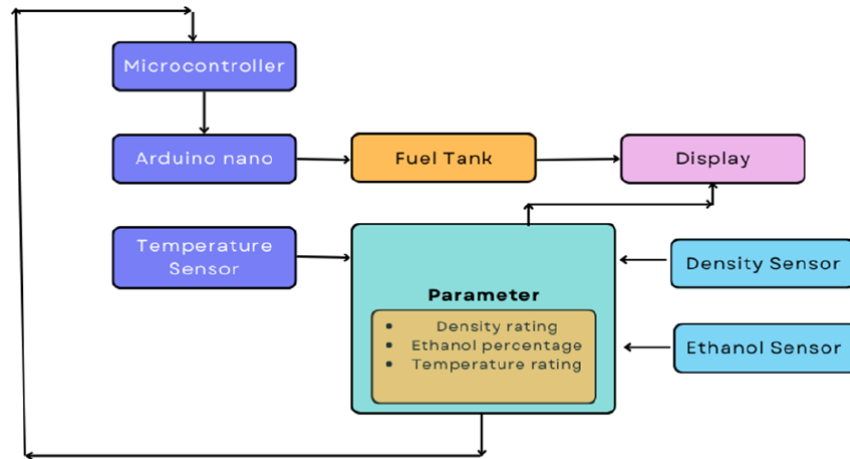 Microcontroller
Arduino nano
Fuel Tank
Display
Temperature
Sensor
Parameter
• Density rating
• Ethanol percentage
• Temperature rating
Density Sensor
Ethanol Sensor